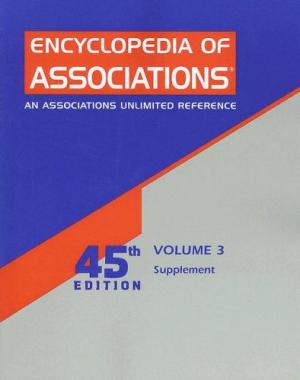 ENCYCLOPEDIA OF
ASSOCIATIONS®
AN ASSOCIATIONS UNLIMITED REFERENCE
45th
EDITION
VOLUME 3
Supplement